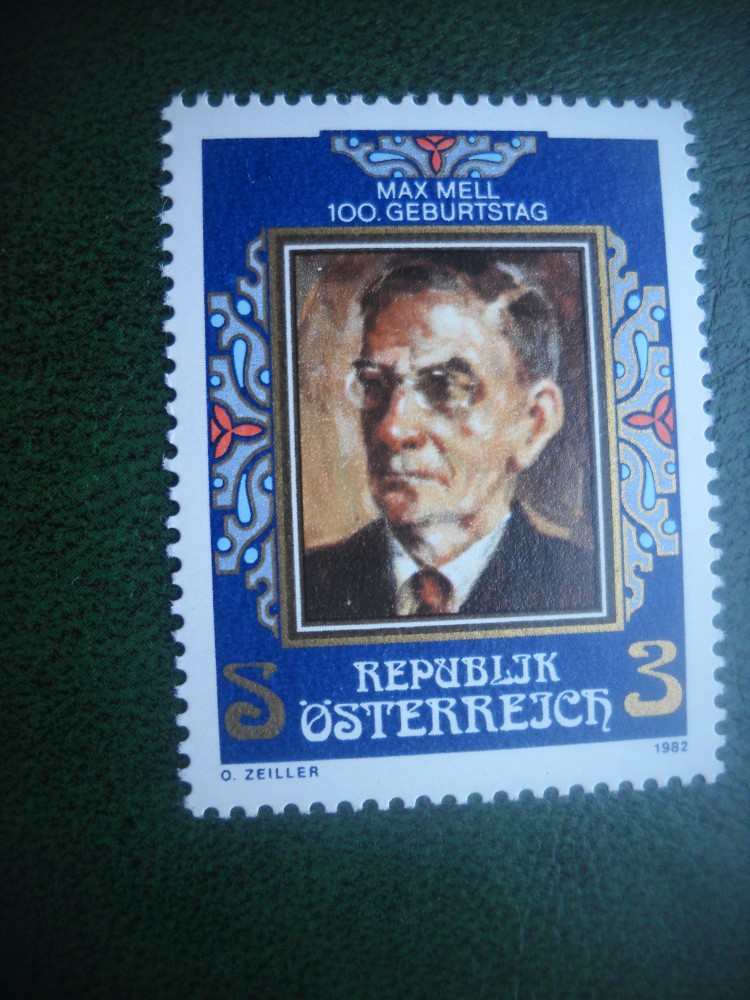 MAX MELL
100. GEBURTSTAG
REPUBLIK
S ÖSTERREICH 3
O. ZEILLER
1982